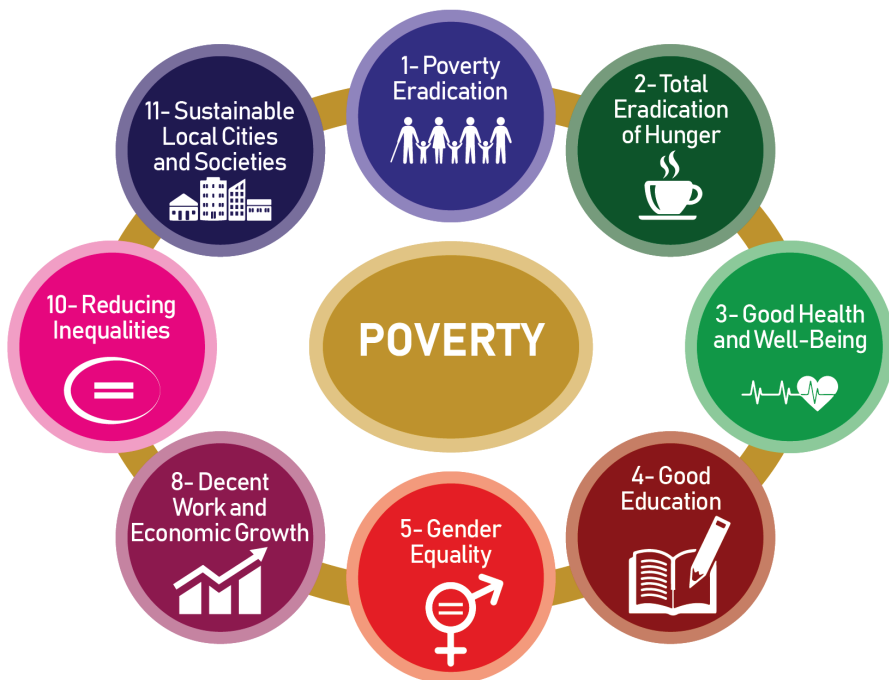 1- Poverty
Eradication
2- Total
Eradication
of Hunger
3- Good Health
and Well-Being
4- Good
Education
5- Gender
Equality
8- Decent
Work and
Economic Growth
10- Reducing
Inequalities
11- Sustainable
Local Cities
and Societies
POVERTY